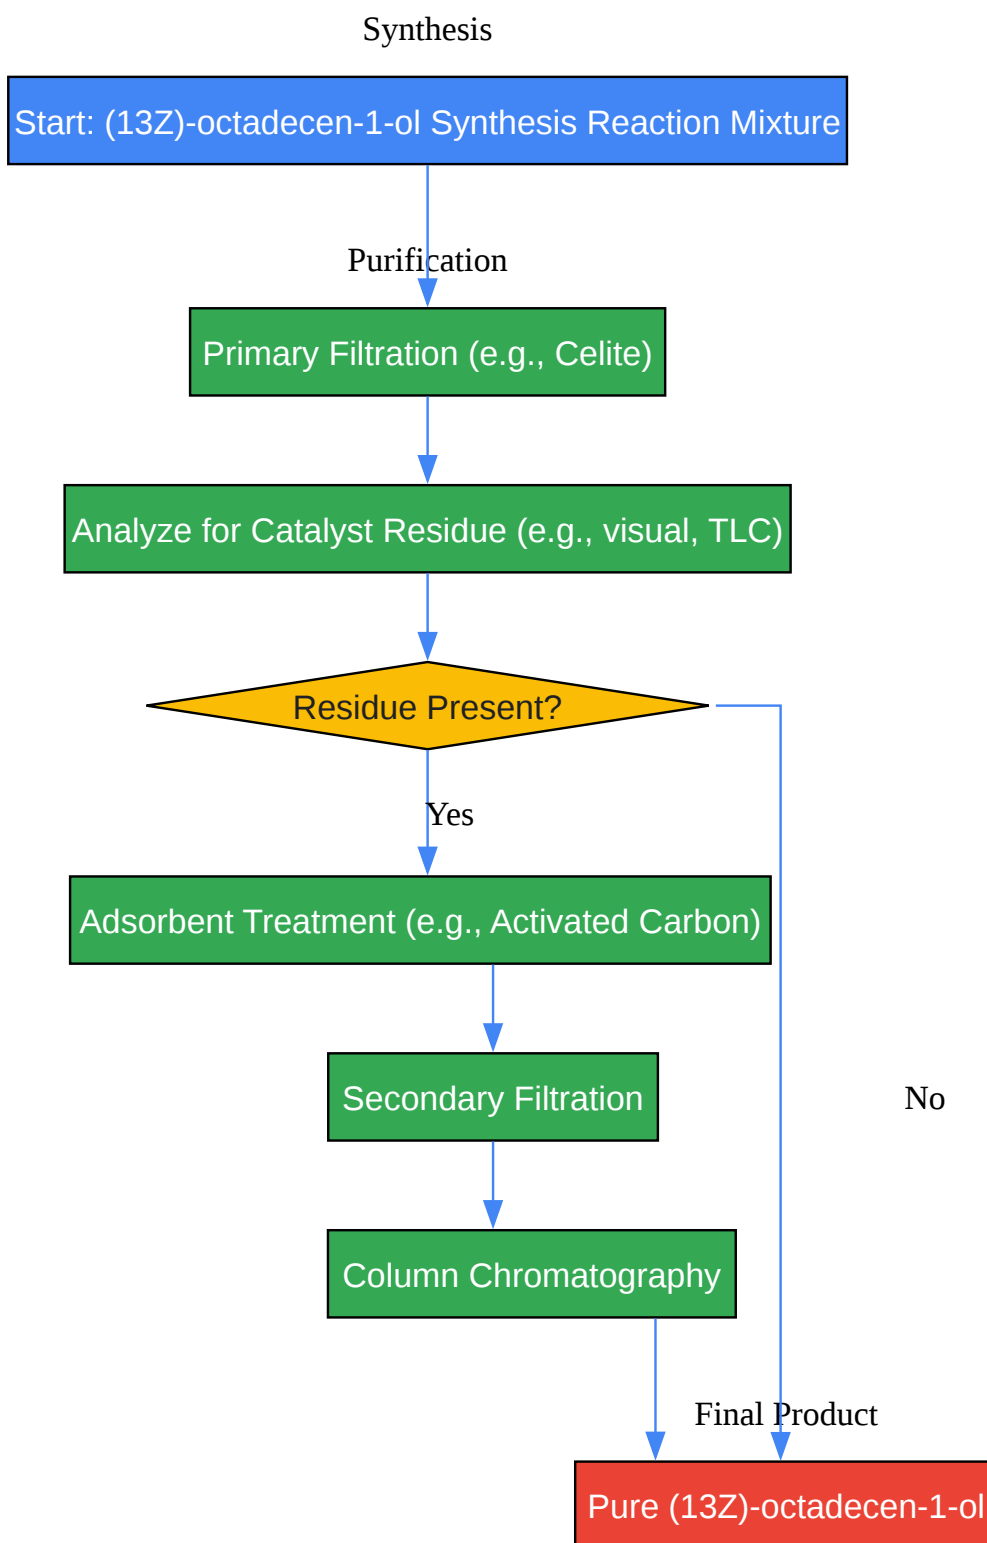 Synthesis
Start: (13Z)-octadecen-1-ol Synthesis Reaction Mixture
Purification
Primary Filtration (e.g., Celite)
Analyze for Catalyst Residue (e.g., visual, TLC)
Residue Present?
Yes
Adsorbent Treatment (e.g., Activated Carbon)
Secondary Filtration
No
Column Chromatography
Final Product
Pure (13Z)-octadecen-1-ol